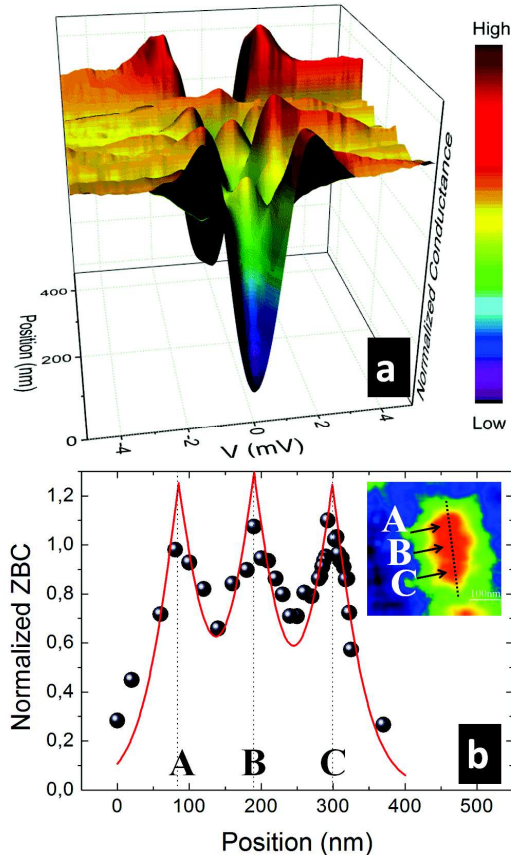 High
Normalized Conductance
Low
400
200
0
Position (nm)
-4
-2
0
2
4
V (mV)
a
1,2
1,0
0,8
0,6
0,4
0,2
0,0
Normalized ZBC
A
B
C
A
B
C
100nm
b
0
100
200
300
400
500
Position (nm)